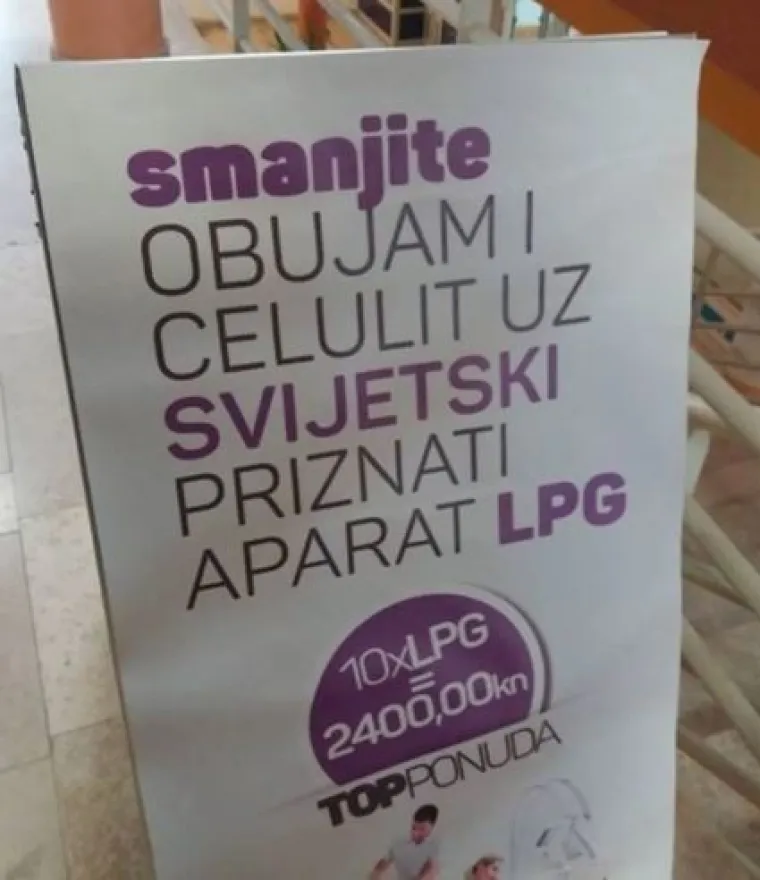 smanjite
OBUJAM I
CELULIT UZ
SVIJETSKI
PRIZNATI
APARAT LPG
10xLPG
=
2400,00kn
TOPPONUDA